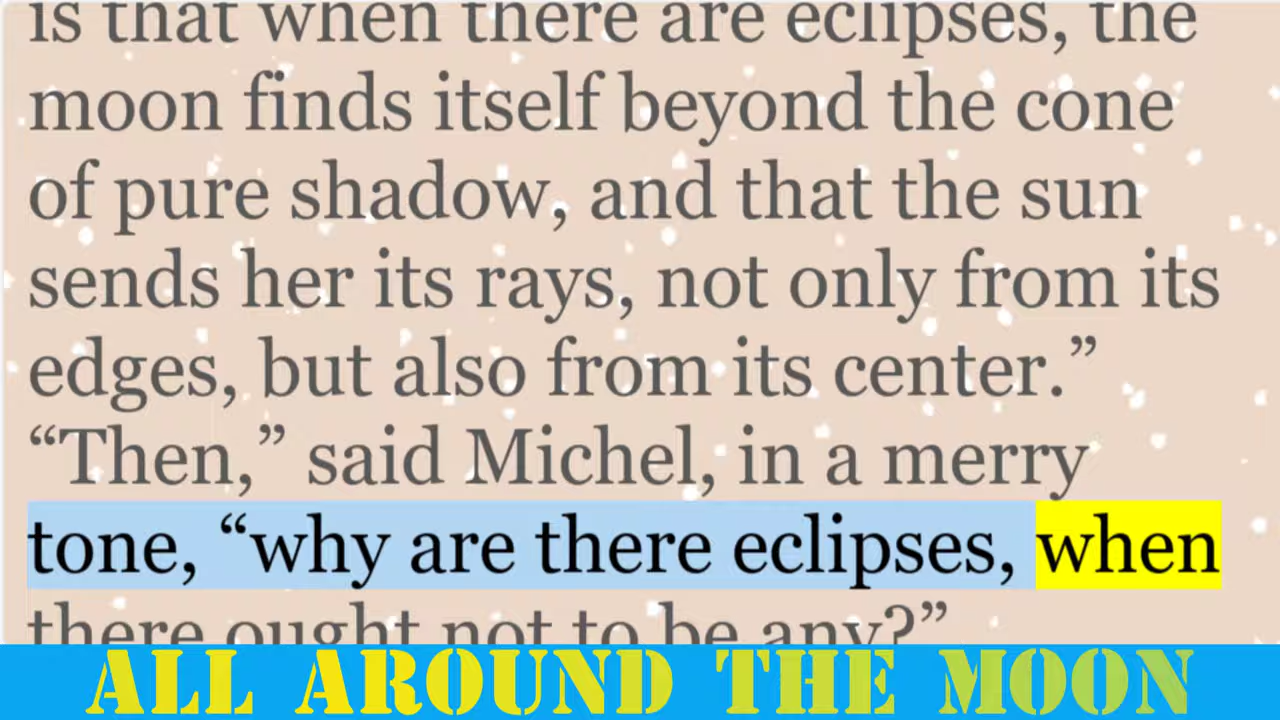 is that when there are eclipses, the
moon finds itself beyond the cone
of pure shadow, and that the sun
sends her its rays, not only from its
edges, but also from its center.”
“Then,” said Michel, in a merry
tone, “why are there eclipses, when
there ought not to be any?”
ALL AROUND THE MOON